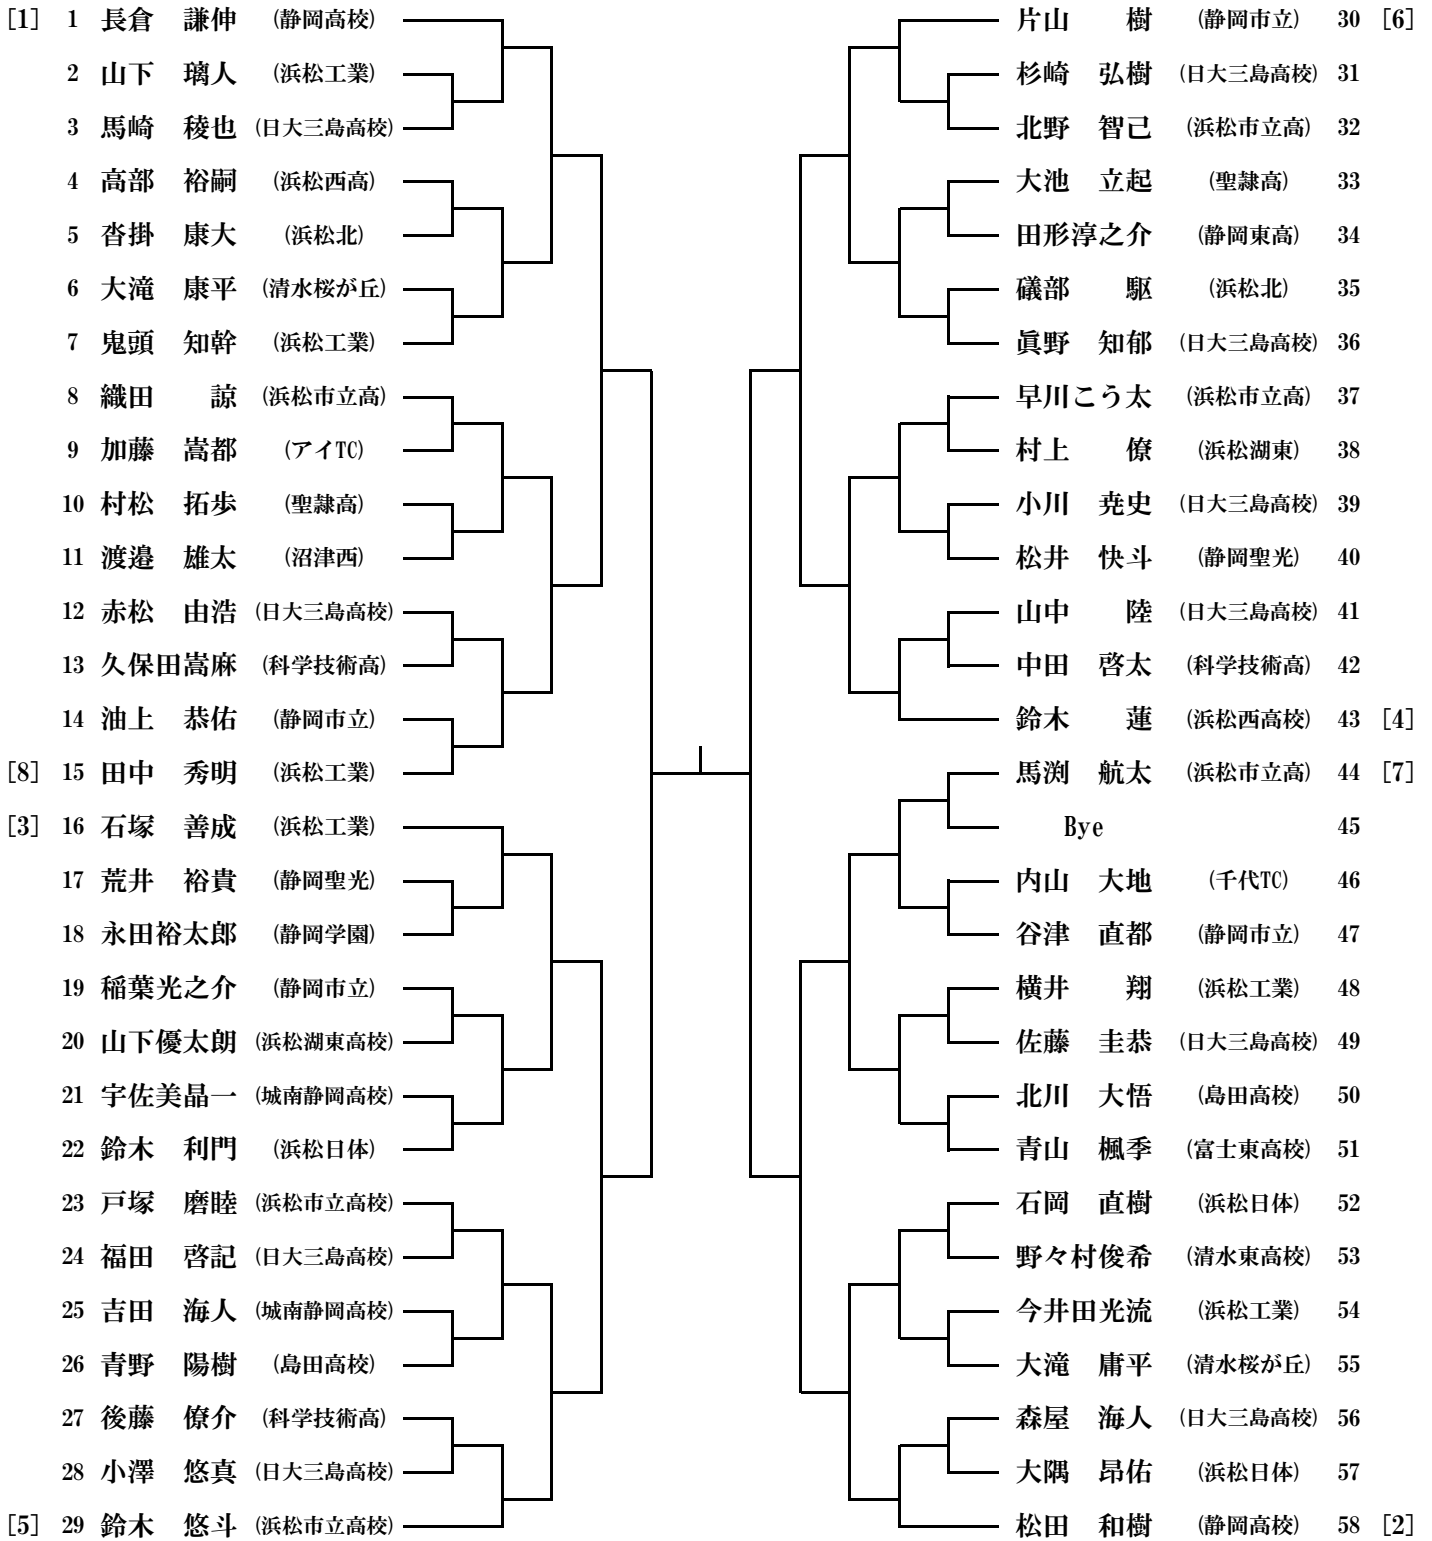 [1] 1 長倉 謙伸 (静岡高校)
2 山下 璃人 (浜松工業)
3 馬崎 稜也 (日大三島高校)
4 高部 裕嗣 (浜松西高)
5 沓掛 康大 (浜松北)
6 大滝 康平 (清水桜が丘)
7 鬼頭 知幹 (浜松工業)
8 織田 諒 (浜松市立高)
9 加藤 嵩都 (アイTC)
10 村松 拓歩 (聖隷高)
11 渡邉 雄太 (沼津西)
12 赤松 由浩 (日大三島高校)
13 久保田嵩麻 (科学技術高)
14 油上 恭佑 (静岡市立)
[8] 15 田中 秀明 (浜松工業)
[3] 16 石塚 善成 (浜松工業)
17 荒井 裕貴 (静岡聖光)
18 永田裕太郎 (静岡学園)
19 稲葉光之介 (静岡市立)
20 山下優太朗 (浜松湖東高校)
21 宇佐美晶一 (城南静岡高校)
22 鈴木 利門 (浜松日体)
23 戸塚 磨睦 (浜松市立高校)
24 福田 啓記 (日大三島高校)
25 吉田 海人 (城南静岡高校)
26 青野 陽樹 (島田高校)
27 後藤 僚介 (科学技術高)
28 小澤 悠真 (日大三島高校)
[5] 29 鈴木 悠斗 (浜松市立高校)
片山 樹 (静岡市立) 30 [6]
杉崎 弘樹 (日大三島高校) 31
北野 智己 (浜松市立高) 32
大池 立起 (聖隷高) 33
田形淳之介 (静岡東高) 34
礒部 駆 (浜松北) 35
眞野 知郁 (日大三島高校) 36
早川こう太 (浜松市立高) 37
村上 僚 (浜松湖東) 38
小川 尭史 (日大三島高校) 39
松井 快斗 (静岡聖光) 40
山中 陸 (日大三島高校) 41
中田 啓太 (科学技術高) 42
鈴木 蓮 (浜松西高校) 43 [4]
馬渕 航太 (浜松市立高) 44 [7]
Bye 45
内山 大地 (千代TC) 46
谷津 直都 (静岡市立) 47
横井 翔 (浜松工業) 48
佐藤 圭恭 (日大三島高校) 49
北川 大悟 (島田高校) 50
青山 楓季 (富士東高校) 51
石岡 直樹 (浜松日体) 52
野々村俊希 (清水東高校) 53
今井田光流 (浜松工業) 54
大滝 庸平 (清水桜が丘) 55
森屋 海人 (日大三島高校) 56
大隅 昂佑 (浜松日体) 57
松田 和樹 (静岡高校) 58 [2]